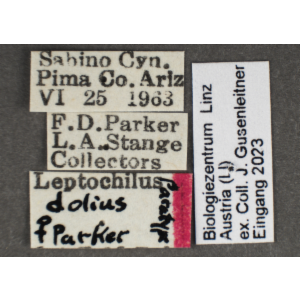 Sabino Cyn.
Pima Co. Ariz
VI 25 1963
F.D. Parker
L.A. Stange
Collectors
Leptochilus
dolius
♀ Parker
Paratype
Biologiezentrum Linz
Austria (LI)
ex. Coll. J. Gusenleitner
Eingang 2023